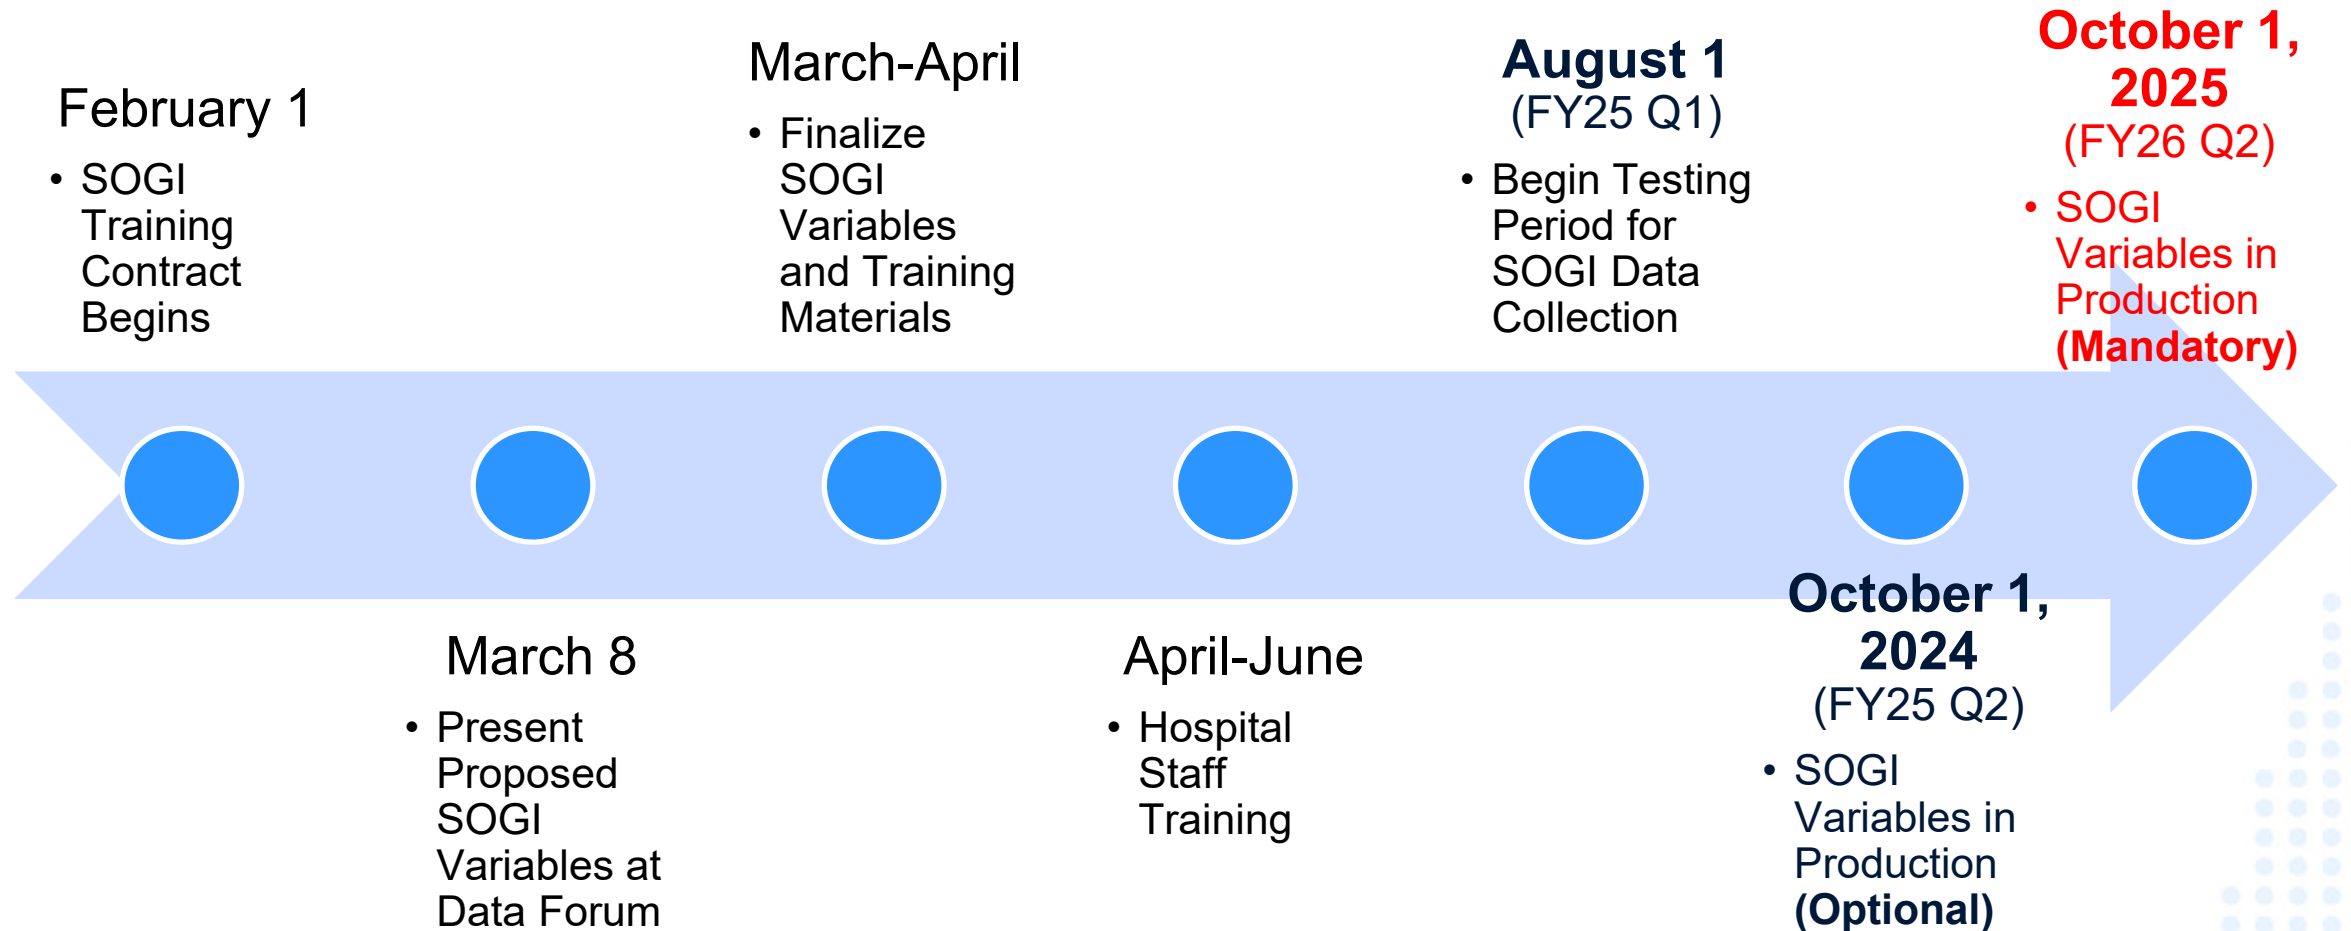 February 1
• SOGI
Training
Contract
Begins
March 8
• Present
Proposed
SOGI
Variables at
Data Forum
March-April
• Finalize
SOGI
Variables
and Training
Materials
April-June
• Hospital
Staff
Training
August 1
(FY25 Q1)
• Begin Testing
Period for
SOGI Data
Collection
October 1,
2024
(FY25 Q2)
• SOGI
Variables in
Production
(Optional)
October 1,
2025
(FY26 Q2)
• SOGI
Variables in
Production
(Mandatory)